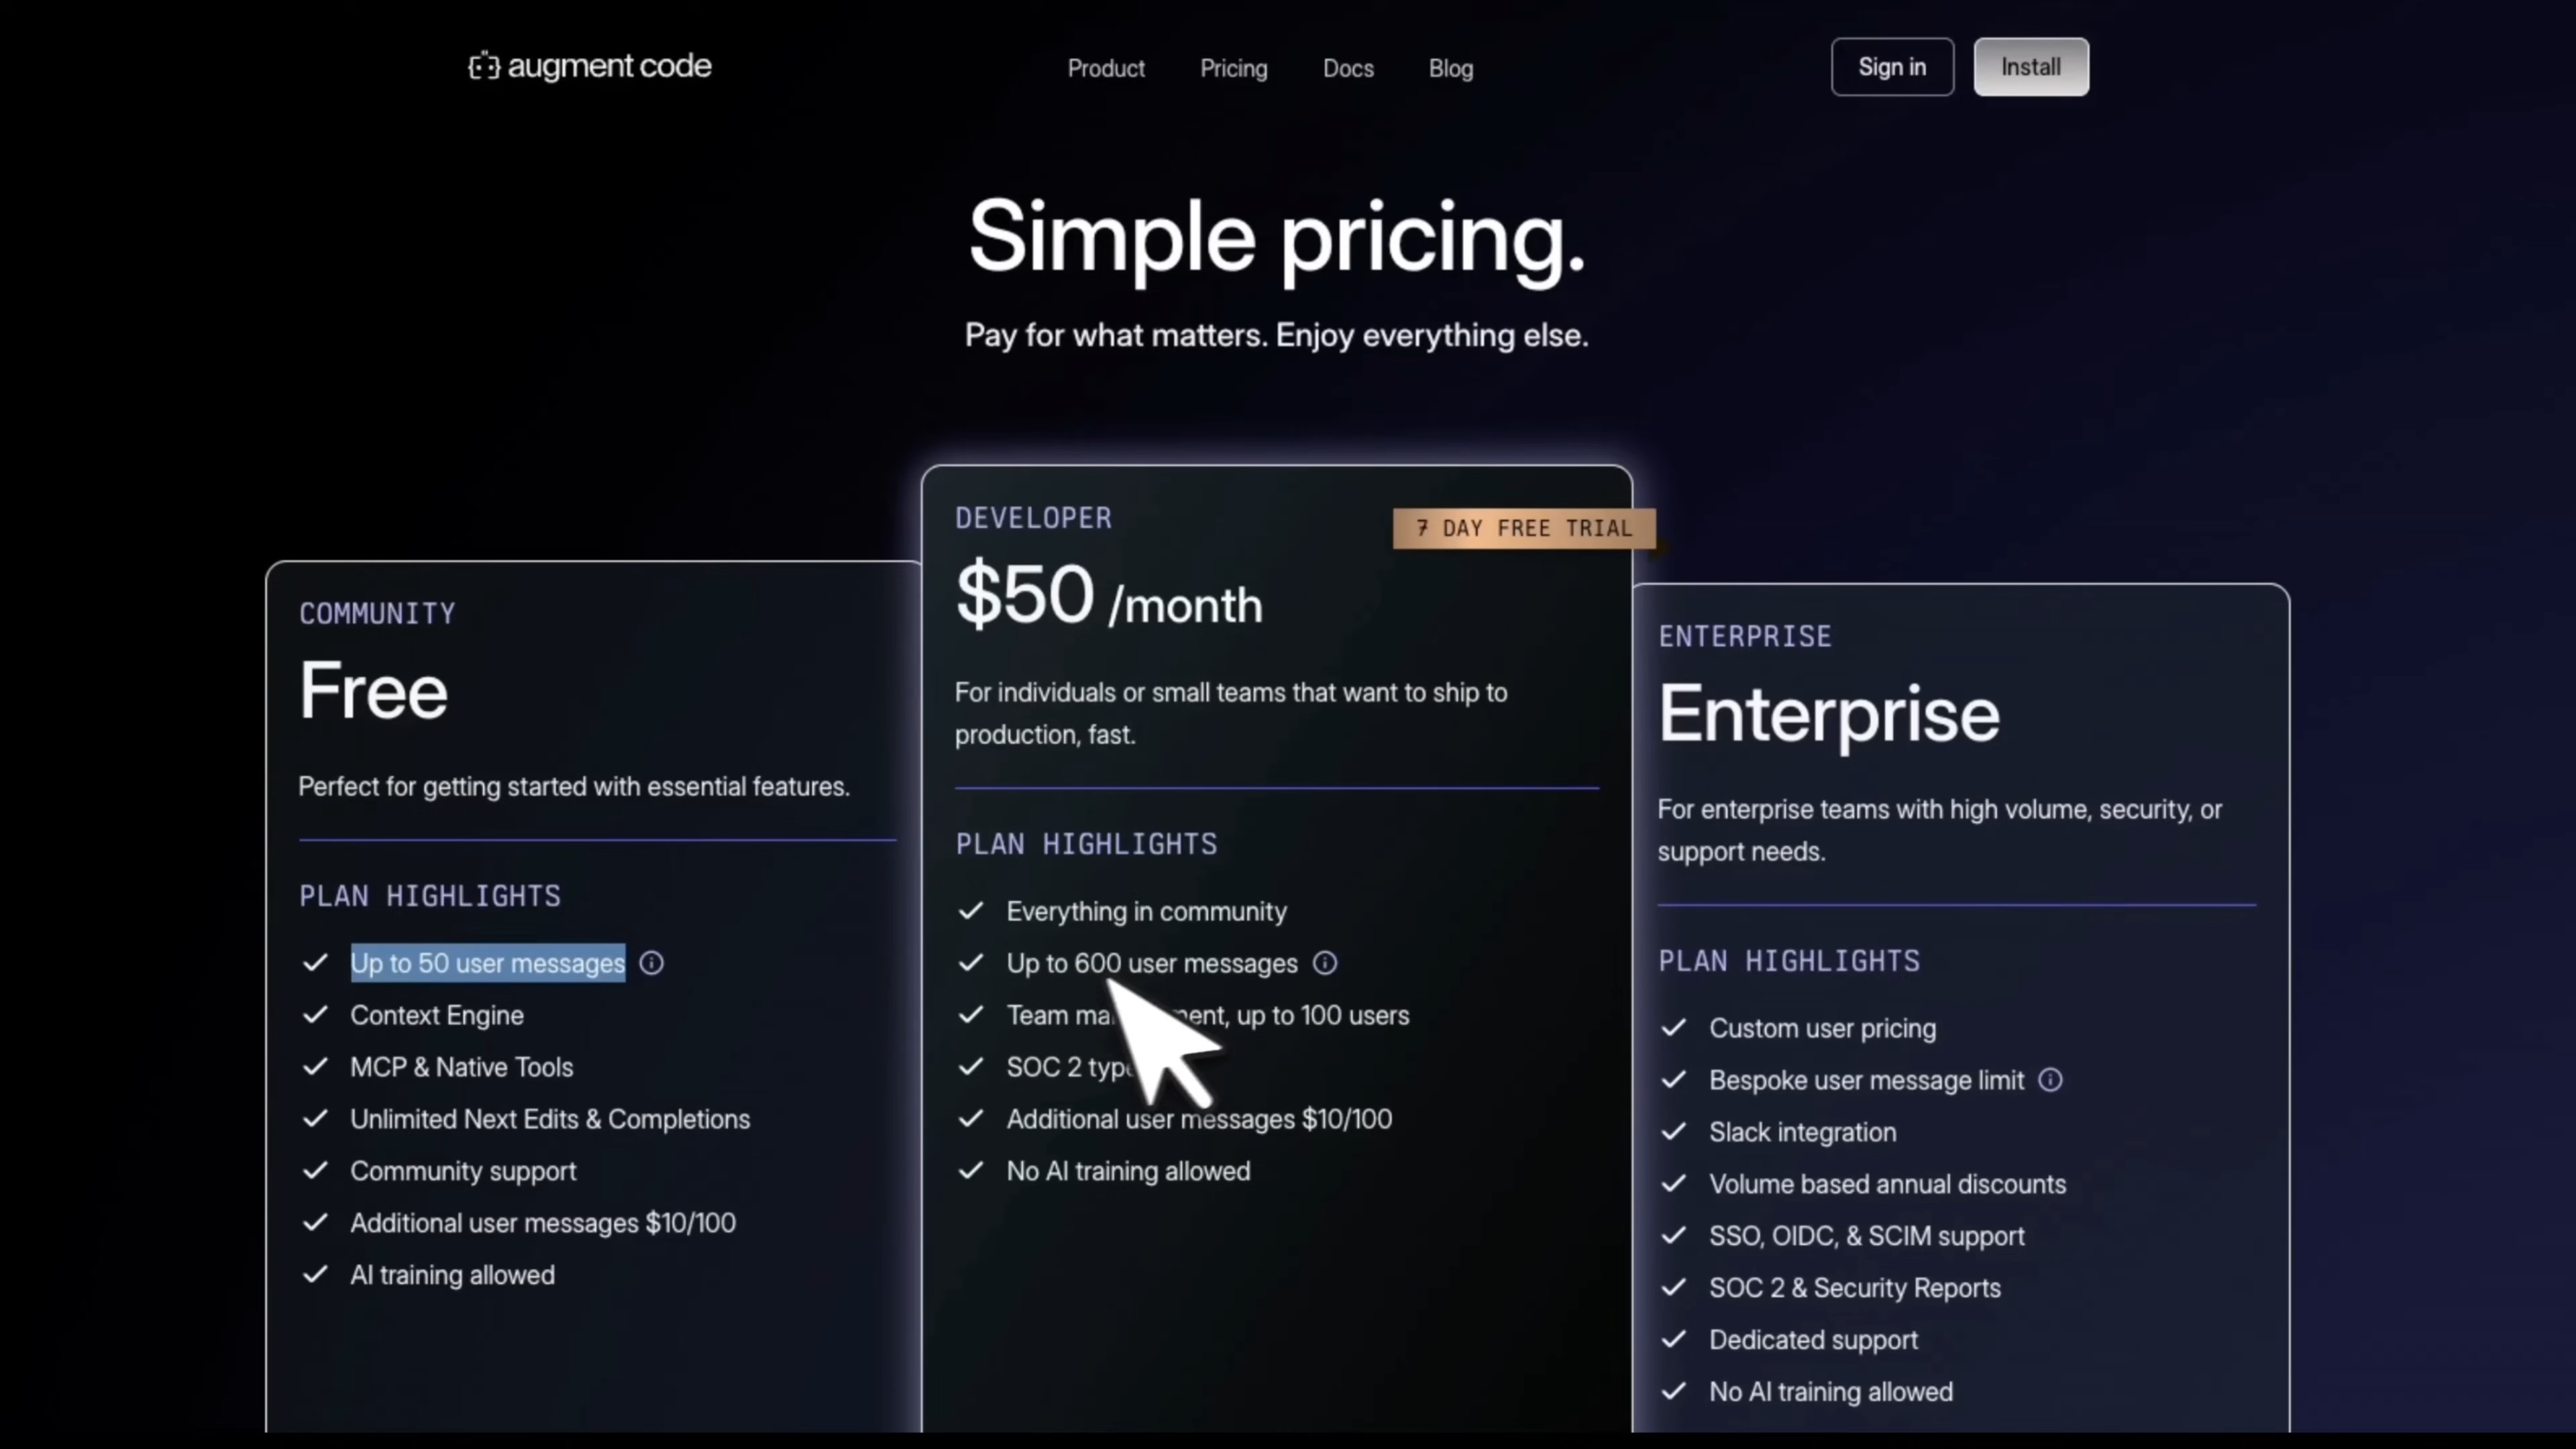 augment code
Product
Pricing
Docs
Blog
Sign in
Install
Simple pricing.
Pay for what matters. Enjoy everything else.
COMMUNITY
Free
Perfect for getting started with essential features.
PLAN HIGHLIGHTS
Up to 50 user messages
Context Engine
MCP & Native Tools
Unlimited Next Edits & Completions
Community support
Additional user messages $10/100
AI training allowed
DEVELOPER
7 DAY FREE TRIAL
$50 /month
For individuals or small teams that want to ship to
production, fast.
PLAN HIGHLIGHTS
Everything in community
Up to 600 user messages
Team , up to 100 users
SOC 2 type
Additional user messages $10/100
No AI training allowed
ENTERPRISE
Enterprise
For enterprise teams with high volume, security, or
support needs.
PLAN HIGHLIGHTS
Custom user pricing
Bespoke user message limit
Slack integration
Volume based annual discounts
SSO, OIDC, & SCIM support
SOC 2 & Security Reports
Dedicated support
No AI training allowed